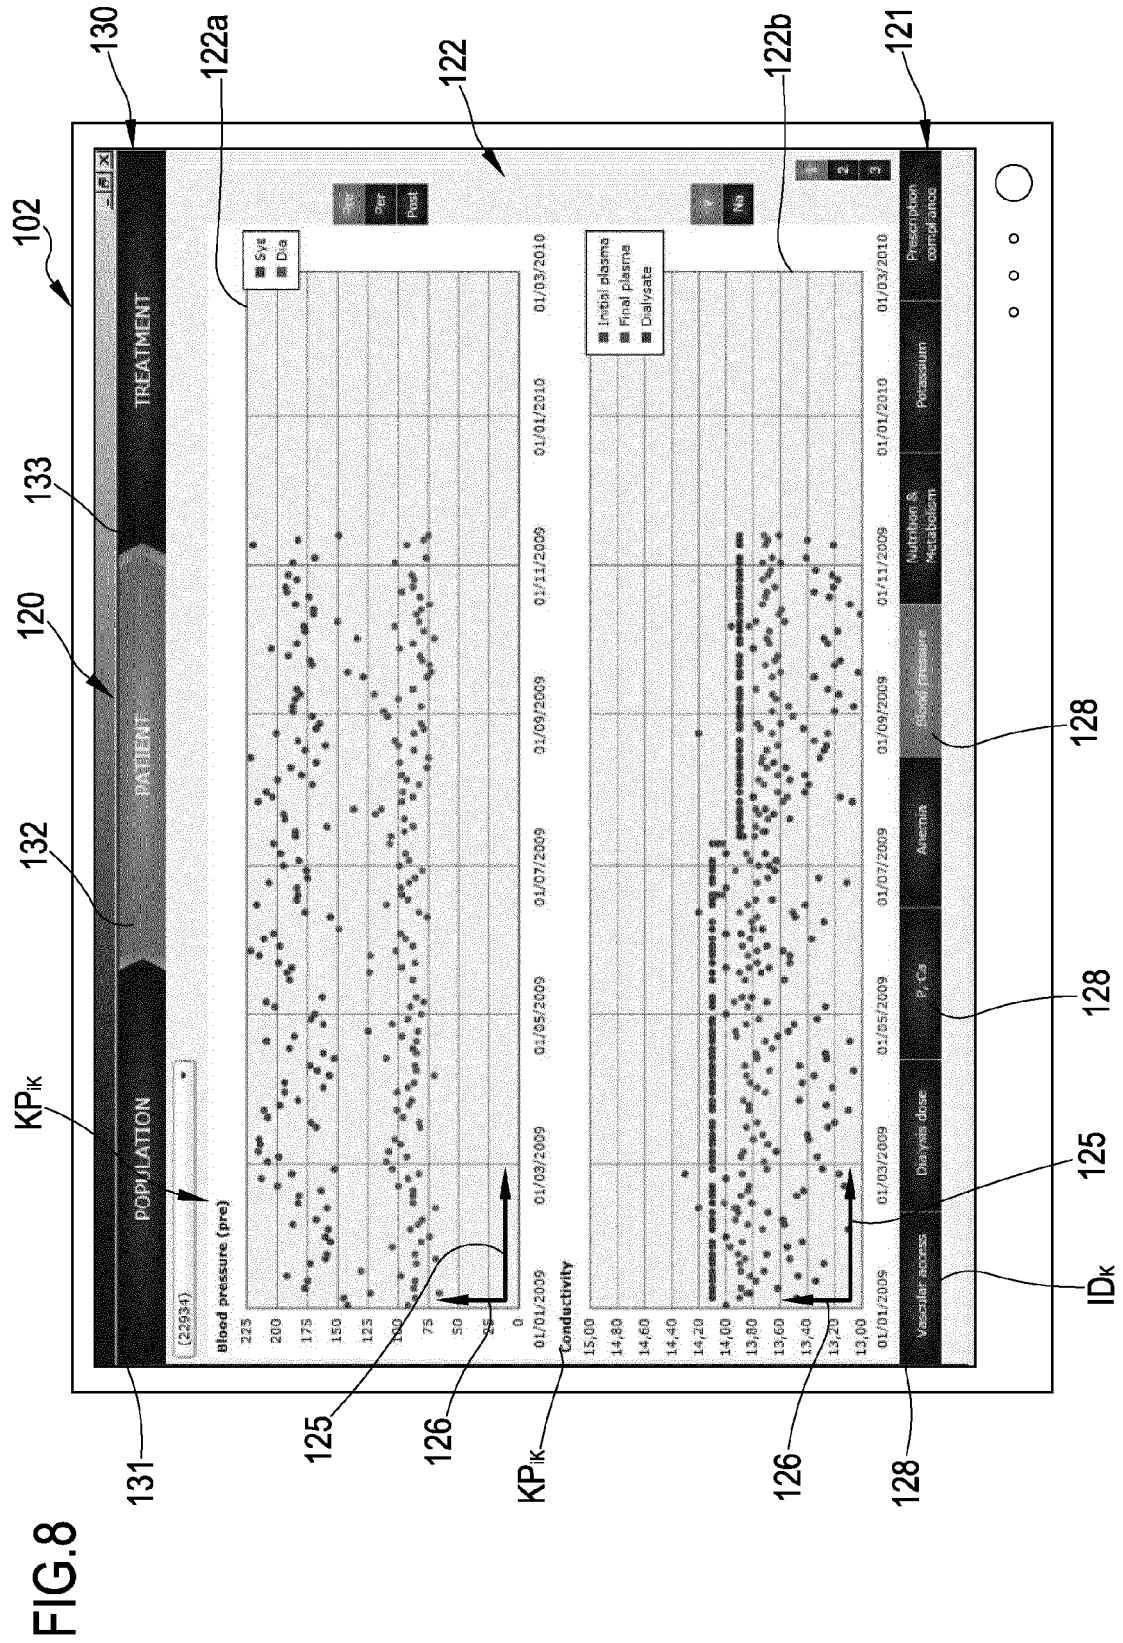 FIG.8
102
120
130
131
132
133
KPiK
122a
122
122b
121
POPULATION
PATIENT
TREATMENT
(22934)
Blood pressure (pre)
Sys
Dia
225
200
175
150
125
100
75
50
25
0
01/01/2009
01/03/2009
01/05/2009
01/07/2009
01/09/2009
01/11/2009
01/01/2010
01/03/2010
Per
Post
125
126
KPiK
Conductivity
Initial plasma
Final plasma
Dialysate
15,00
14,80
14,60
14,40
14,20
14,00
13,80
13,60
13,40
13,20
13,00
01/01/2009
01/03/2009
01/05/2009
01/07/2009
01/09/2009
01/11/2009
01/01/2010
01/03/2010
Na
1
2
3
126
125
Vascular access
Dialysis dose
P, Ca
Anemia
Blood pressure
Nutrition &
Metabolism
Potassium
Prescription
compliance
128
IDK
128
128